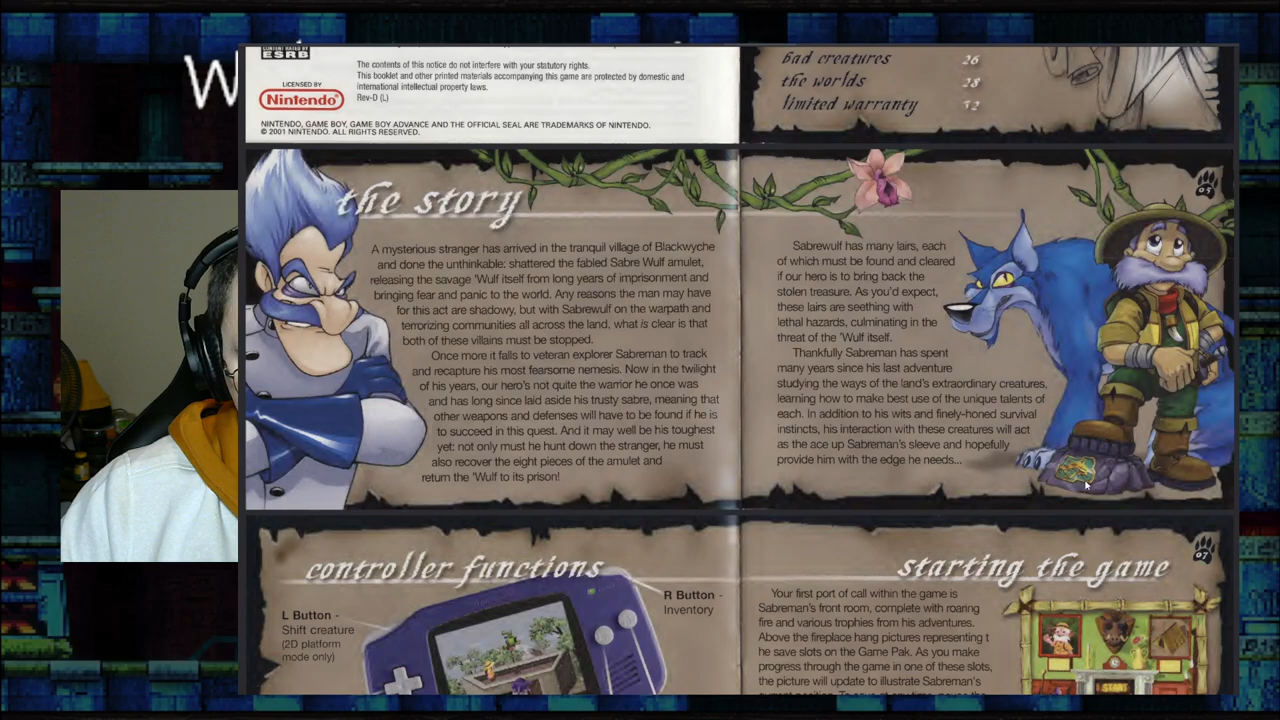 W
CONTENT RATED BY
ESRB
LICENSED BY
Nintendo
The contents of this notice do not interfere with your statutory rights.
This booklet and other printed materials accompanying this game are protected by domestic and
international intellectual property laws.
Rev-D (L)
NINTENDO, GAME BOY, GAME BOY ADVANCE AND THE OFFICIAL SEAL ARE TRADEMARKS OF NINTENDO.
© 2001 NINTENDO. ALL RIGHTS RESERVED.
bad creatures 26
the worlds 28
limited warranty 32
the story
A mysterious stranger has arrived in the tranquil village of Blackwyche
and done the unthinkable: shattered the fabled Sabre Wulf amulet,
releasing the savage 'Wulf itself from long years of imprisonment and
bringing fear and panic to the world. Any reasons the man may have
for this act are shadowy, but with Sabrewulf on the warpath and
terrorizing communities all across the land, what is clear is that
both of these villains must be stopped.
Once more it falls to veteran explorer Sabreman to track
and recapture his most fearsome nemesis. Now in the twilight
of his years, our hero's not quite the warrior he once was
and has long since laid aside his trusty sabre, meaning that
other weapons and defenses will have to be found if he is
to succeed in this quest. And it may well be his toughest
yet: not only must he hunt down the stranger, he must
also recover the eight pieces of the amulet and
return the 'Wulf to its prison!
05
Sabrewulf has many lairs, each
of which must be found and cleared
if our hero is to bring back the
stolen treasure. As you'd expect,
these lairs are seething with
lethal hazards, culminating in the
threat of the 'Wulf itself.
Thankfully Sabreman has spent
many years since his last adventure
studying the ways of the land's extraordinary creatures,
learning how to make best use of the unique talents of
each. In addition to his wits and finely-honed survival
instincts, his interaction with these creatures will act
as the ace up Sabreman's sleeve and hopefully
provide him with the edge he needs...
controller functions
L Button -
Shift creature
(2D platform
mode only)
R Button -
Inventory
starting the game
07
Your first port of call within the game is
Sabreman's front room, complete with roaring
fire and various trophies from his adventures.
Above the fireplace hang pictures representing t
he save slots on the Game Pak. As you make
progress through the game in one of these slots,
the picture will update to illustrate Sabreman's
START